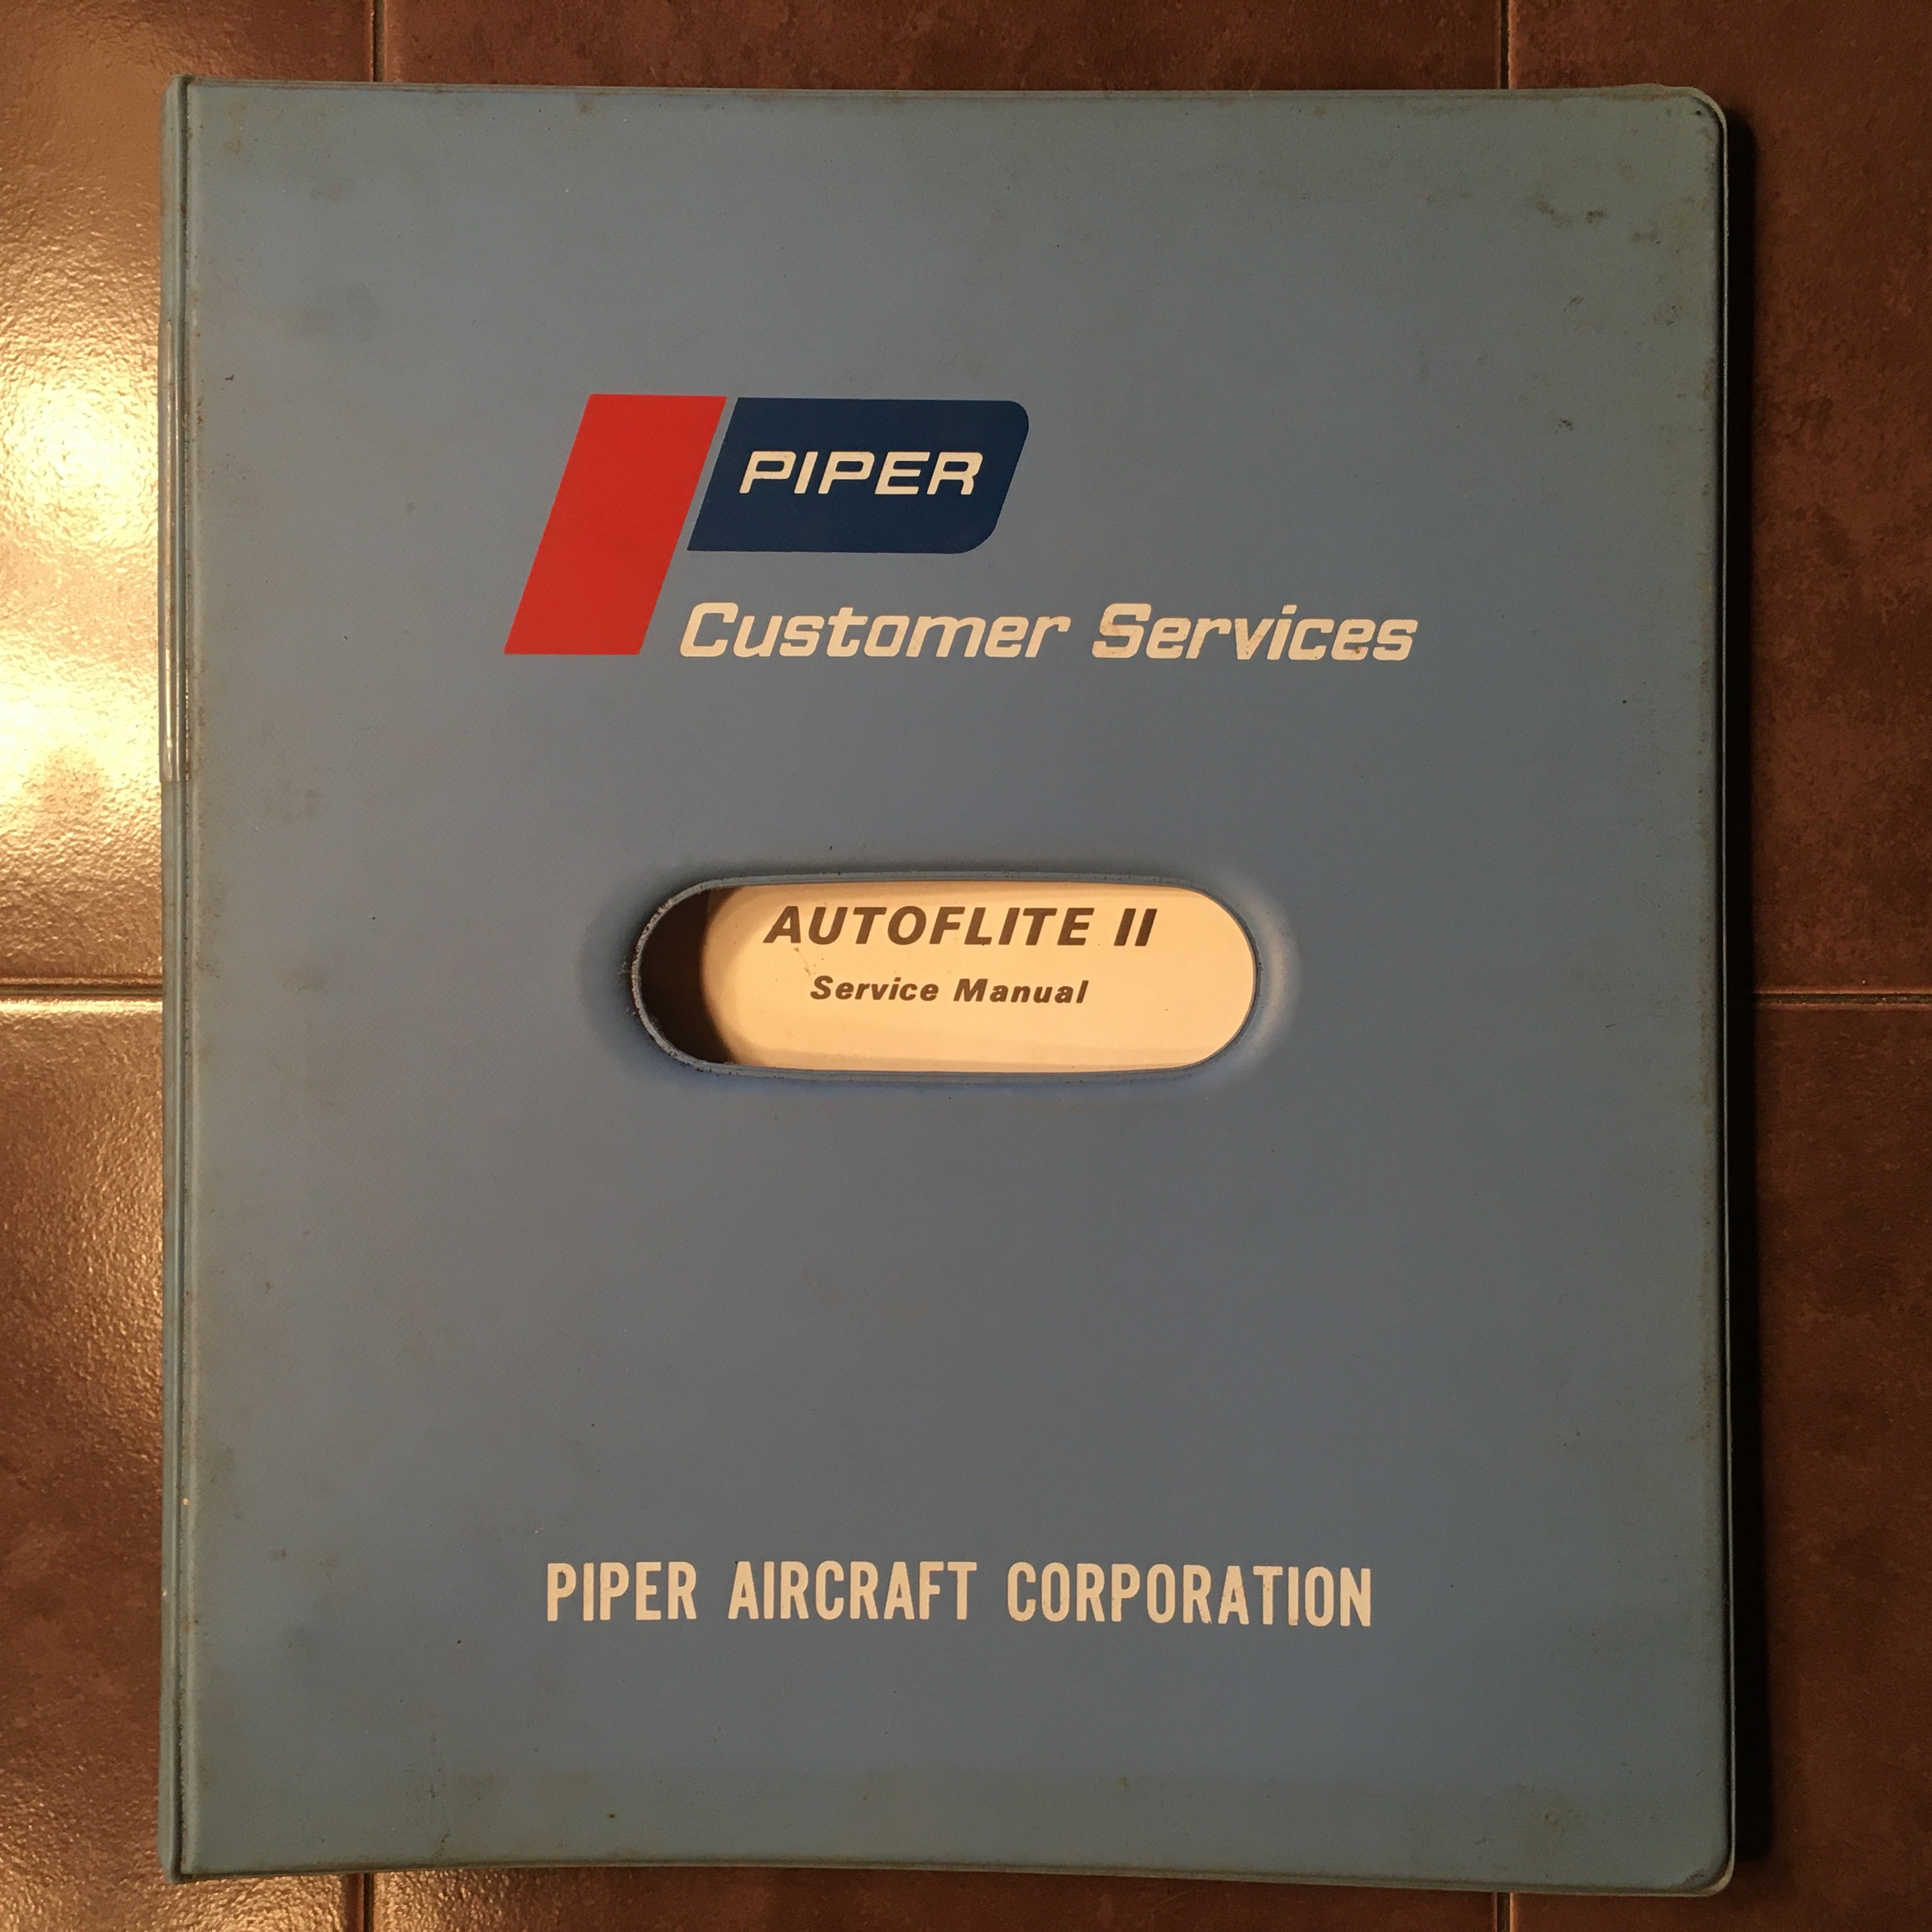 PIPER
Customer Services
AUTOFLITE II
Service Manual
PIPER AIRCRAFT CORPORATION